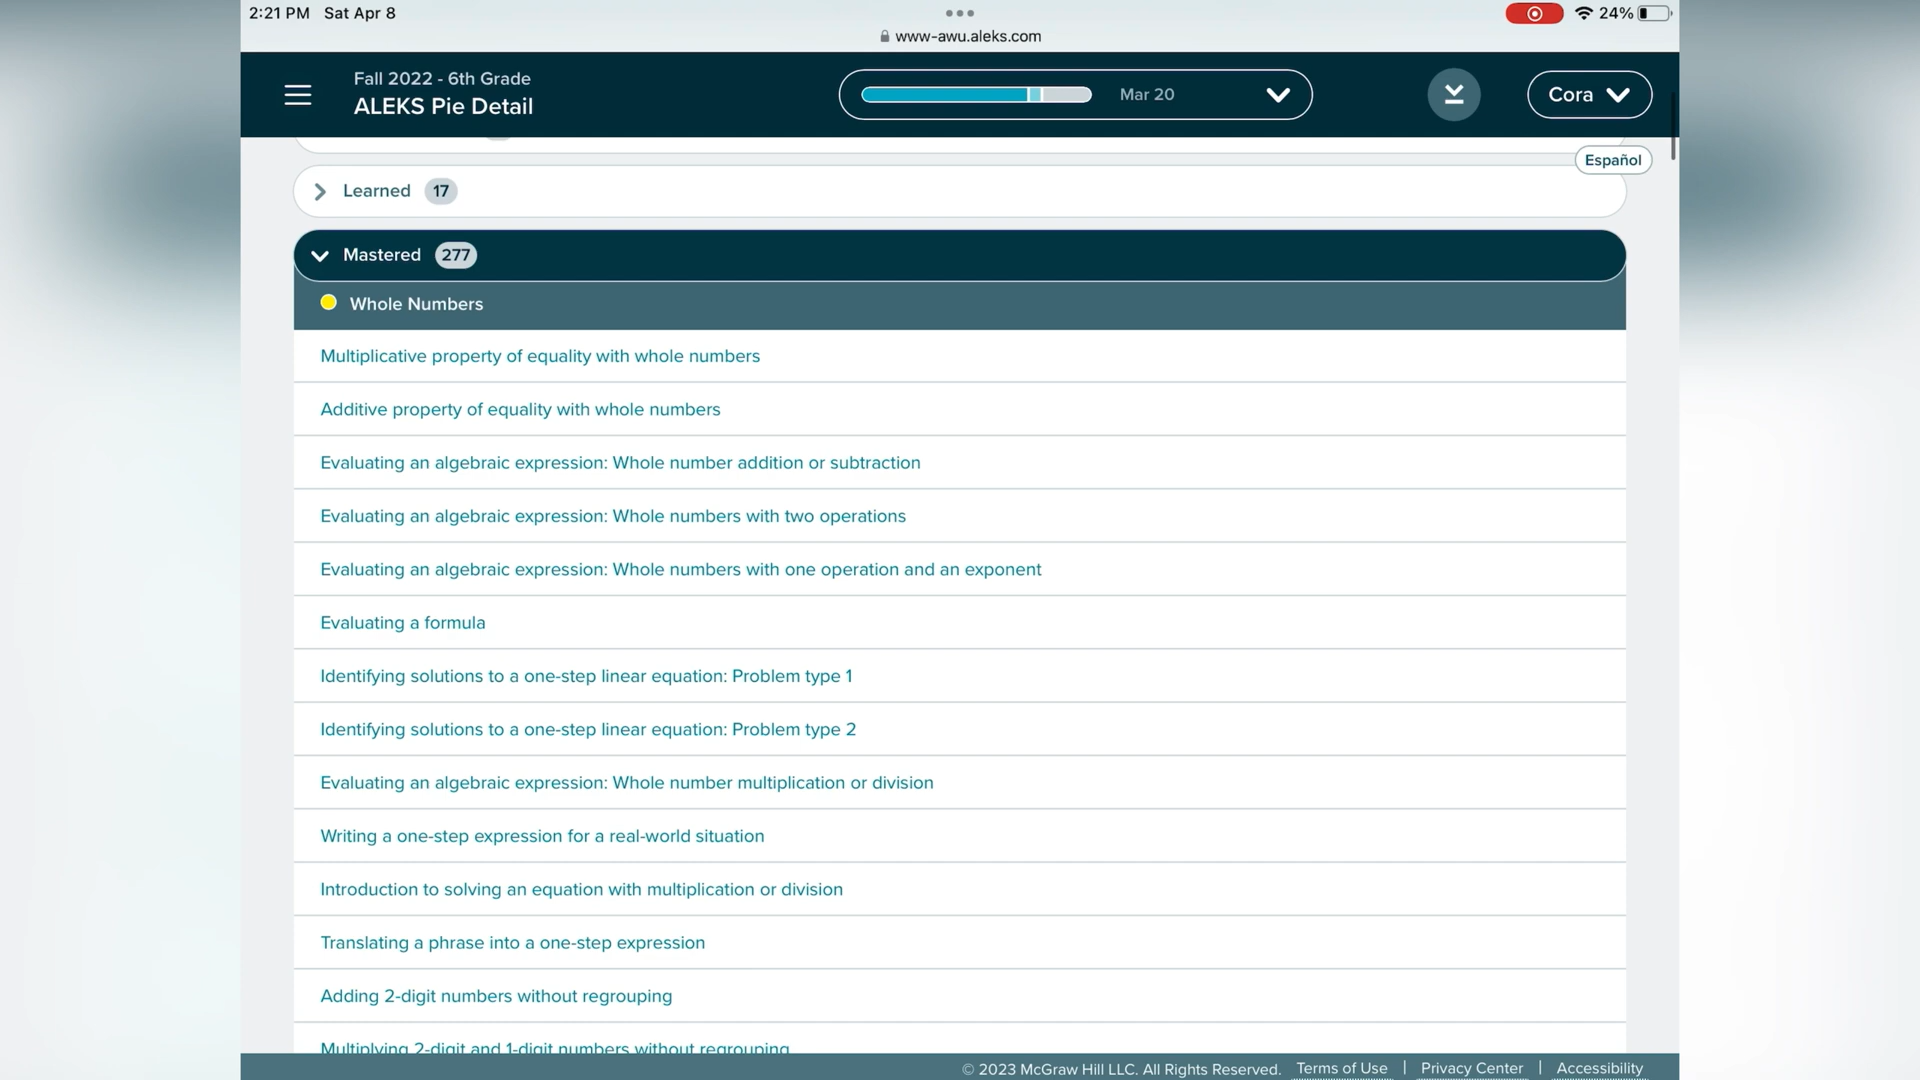 2:21 PM Sat Apr 8
24%
www-awu.aleks.com
Fall 2022 - 6th Grade
ALEKS Pie Detail
Mar 20
Cora
Español
Learned 17
Mastered 277
Whole Numbers
Multiplicative property of equality with whole numbers
Additive property of equality with whole numbers
Evaluating an algebraic expression: Whole number addition or subtraction
Evaluating an algebraic expression: Whole numbers with two operations
Evaluating an algebraic expression: Whole numbers with one operation and an exponent
Evaluating a formula
Identifying solutions to a one-step linear equation: Problem type 1
Identifying solutions to a one-step linear equation: Problem type 2
Evaluating an algebraic expression: Whole number multiplication or division
Writing a one-step expression for a real-world situation
Introduction to solving an equation with multiplication or division
Translating a phrase into a one-step expression
Adding 2-digit numbers without regrouping
Multiplying 2-digit and 1-digit numbers without regrouping
© 2023 McGraw Hill LLC. All Rights Reserved. Terms of Use | Privacy Center | Accessibility